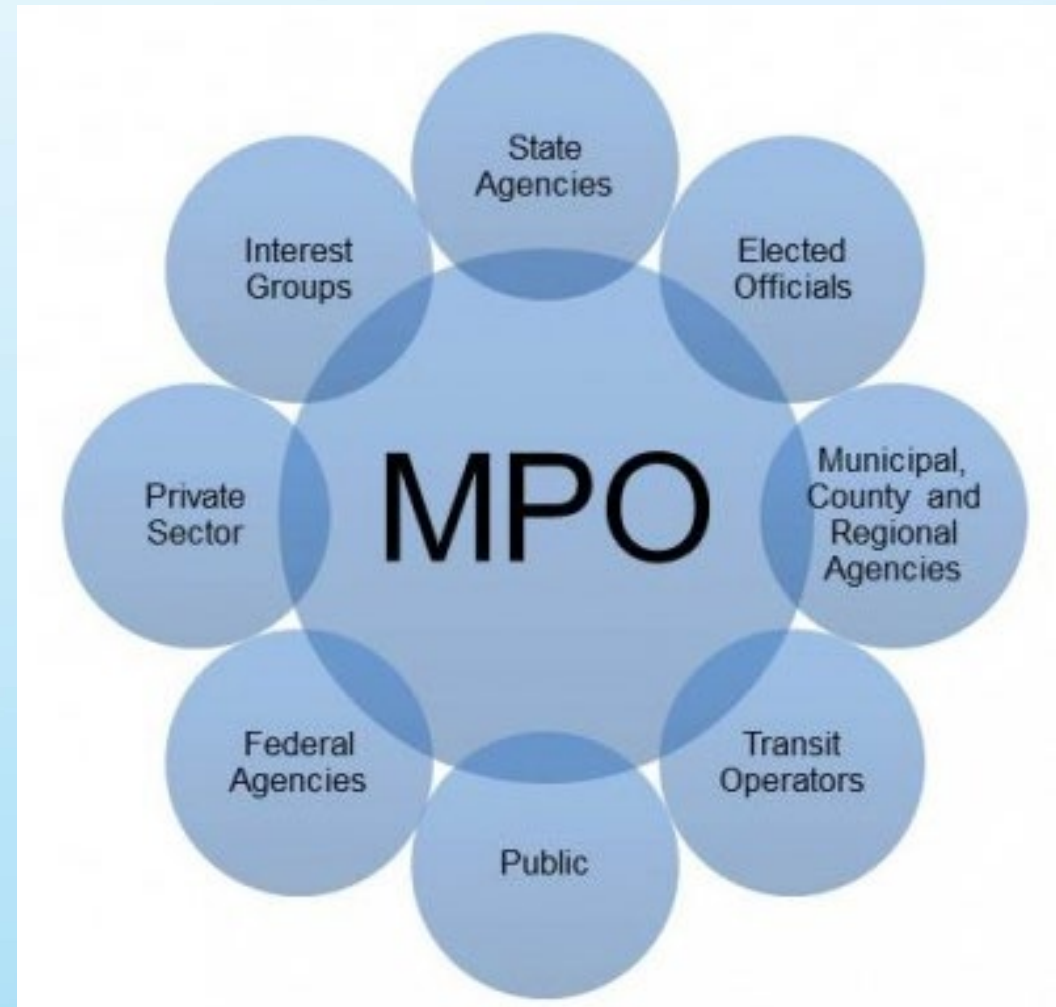 State
Agencies
Interest
Groups
Elected
Officials
Private
Sector
MPO
Municipal,
County and
Regional
Agencies
Federal
Agencies
Transit
Operators
Public